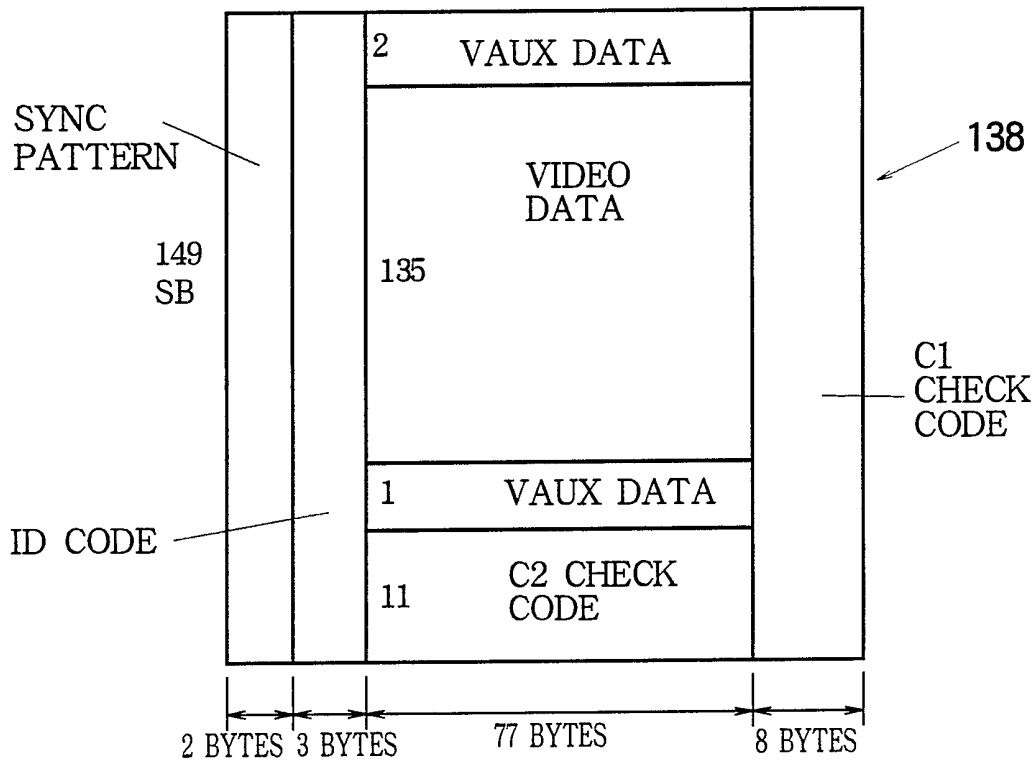 2 VAUX DATA
SYNC
PATTERN
138
VIDEO
DATA
149
SB
135
C1
CHECK
CODE
1 VAUX DATA
ID CODE
C2 CHECK
CODE
11
2 BYTES 3 BYTES 77 BYTES 8 BYTES